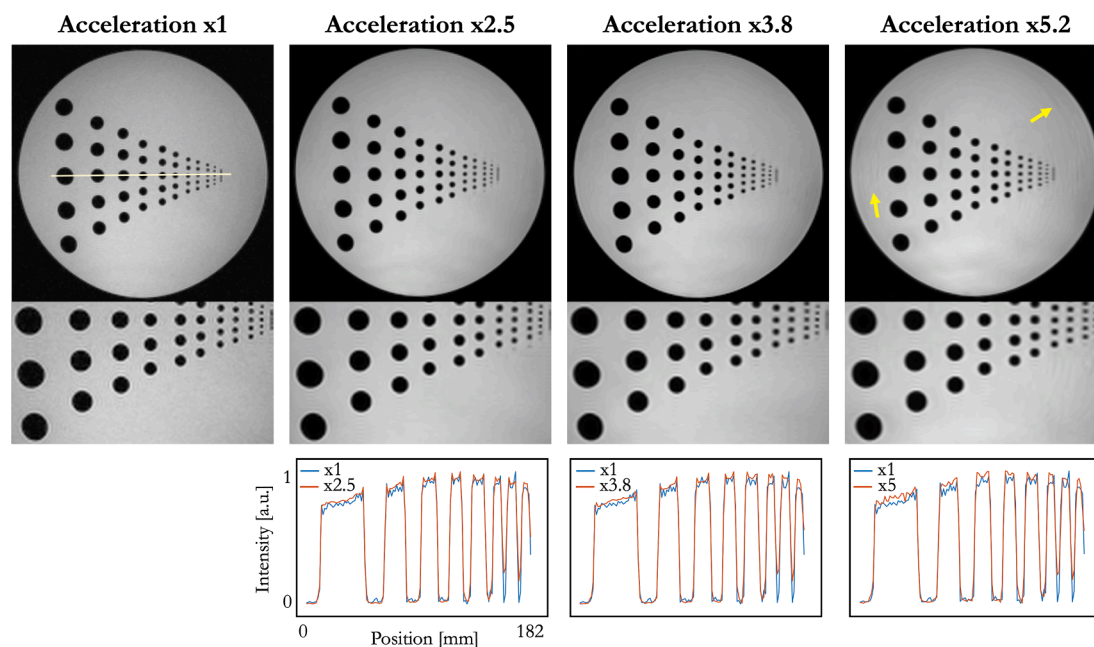 Acceleration x1
Acceleration x2.5
Acceleration x3.8
Acceleration x5.2
Intensity [a.u.]
1
0
x1
x2.5
0
Position [mm]
182
x1
x3.8
x1
x5